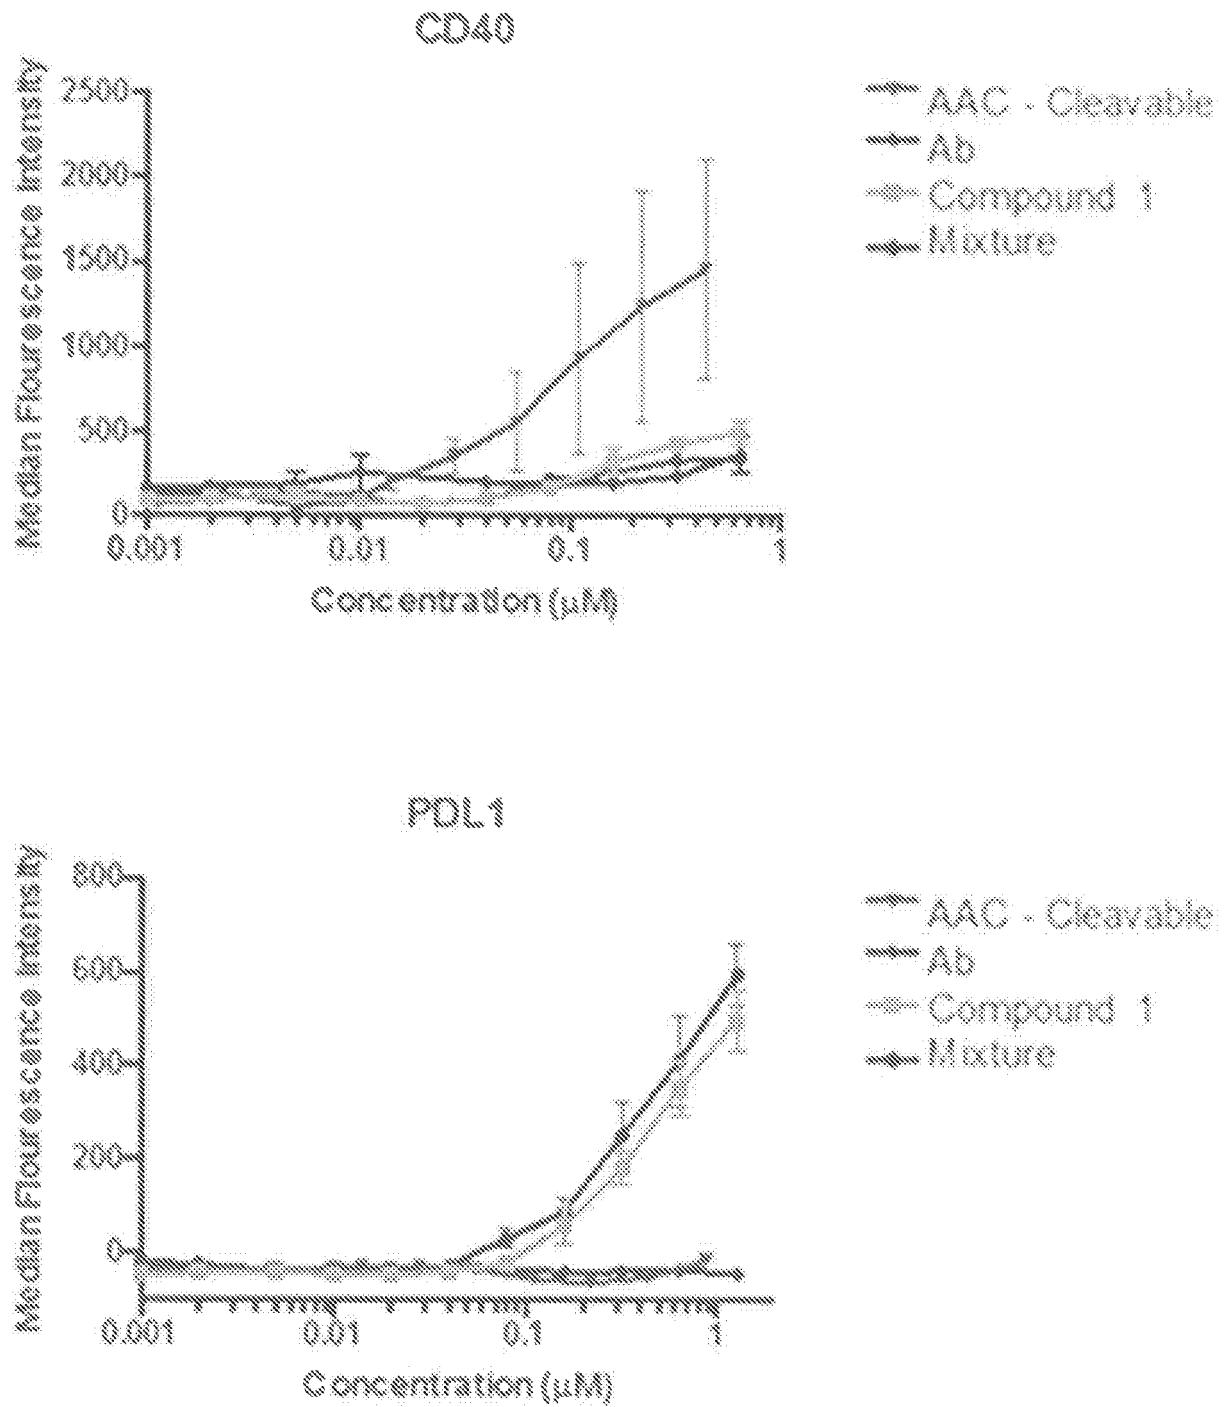 CD40
Median Flourescence Intensity
2500
2000
1500
1000
500
0
0.001 0.01 0.1 1
Concentration (μM)
AAC - Cleavable
Ab
Compound 1
Mixture
PDL1
Median Flourescence Intensity
800
600
400
200
0
0.001 0.01 0.1 1
Concentration (μM)
AAC - Cleavable
Ab
Compound 1
Mixture